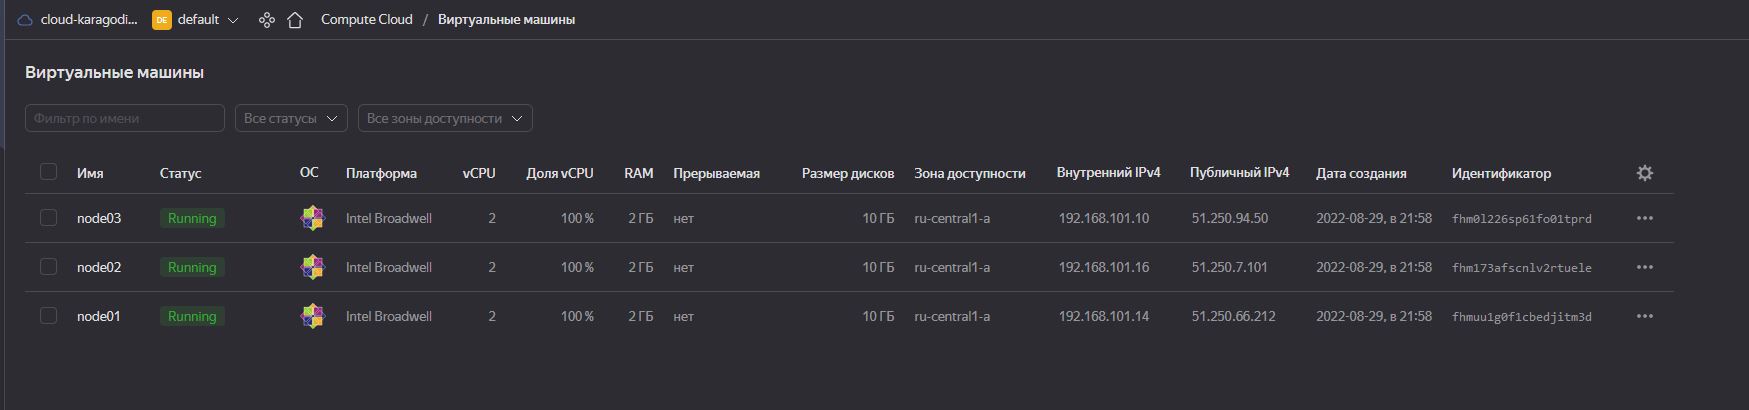 cloud-karagodi... DE default Compute Cloud / Виртуальные машины
Виртуальные машины
Фильтр по имени Все статусы Все зоны доступности
Имя Статус ОС Платформа vCPU Доля vCPU RAM Прерываемая Размер дисков Зона доступности Внутренний IPv4 Публичный IPv4 Дата создания Идентификатор
node03 Running Intel Broadwell 2 100 % 2 ГБ нет 10 ГБ ru-central1-a 192.168.101.10 51.250.94.50 2022-08-29, в 21:58 fhm0l226sp61fo01tprd
node02 Running Intel Broadwell 2 100 % 2 ГБ нет 10 ГБ ru-central1-a 192.168.101.16 51.250.7.101 2022-08-29, в 21:58 fhm173afscnlv2rtuele
node01 Running Intel Broadwell 2 100 % 2 ГБ нет 10 ГБ ru-central1-a 192.168.101.14 51.250.66.212 2022-08-29, в 21:58 fhmuu1g0f1cbedjitm3d